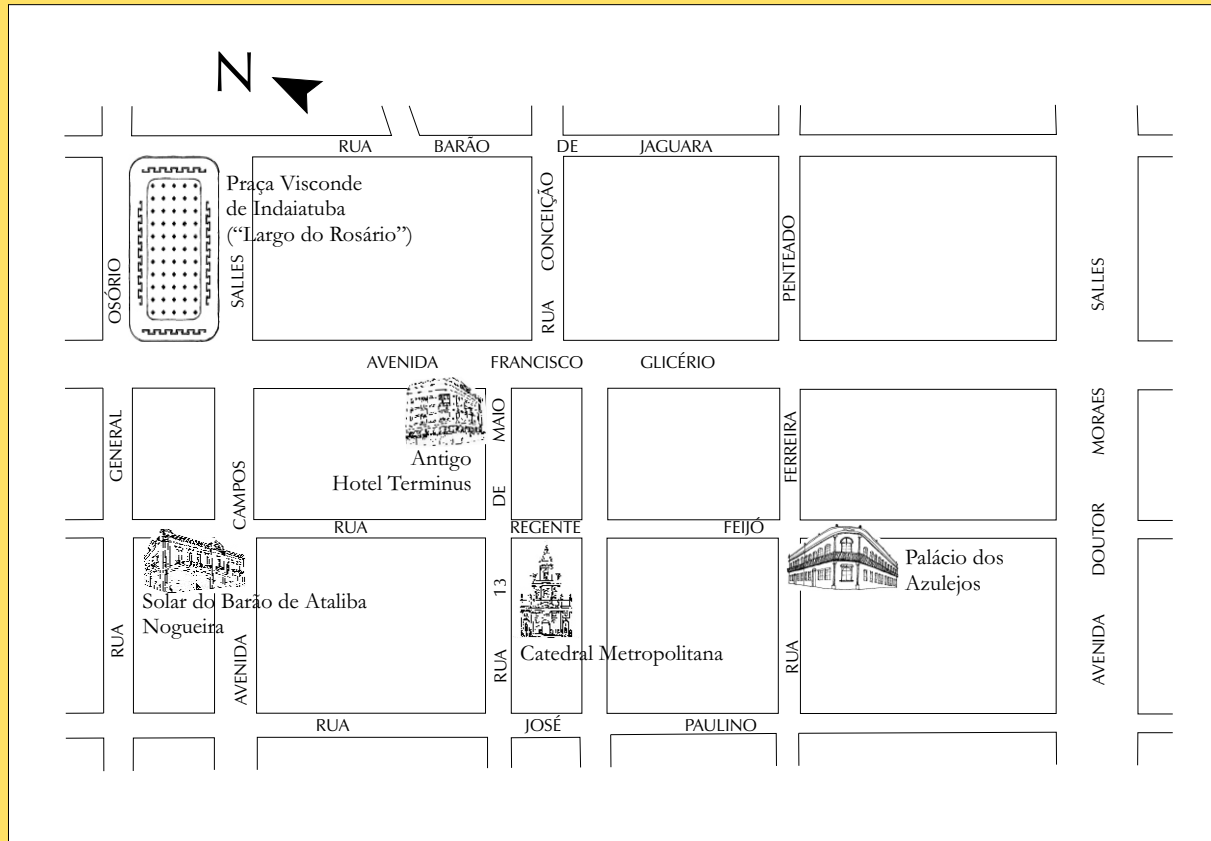 N
RUA BARÃO DE JAGUARA
Praça Visconde
de Indaiatuba
(“Largo do Rosário”)
RUA GENERAL OSÓRIO
AVENIDA CAMPOS SALLES
RUA CONCEIÇÃO
RUA FERREIRA PENTEADO
AVENIDA DOUTOR MORAES SALLES
AVENIDA FRANCISCO GLICÉRIO
RUA 13 DE MAIO
Antigo
Hotel Terminus
RUA REGENTE FEIJÓ
Solar do Barão de Ataliba
Nogueira
Catedral Metropolitana
Palácio dos
Azulejos
RUA JOSÉ PAULINO